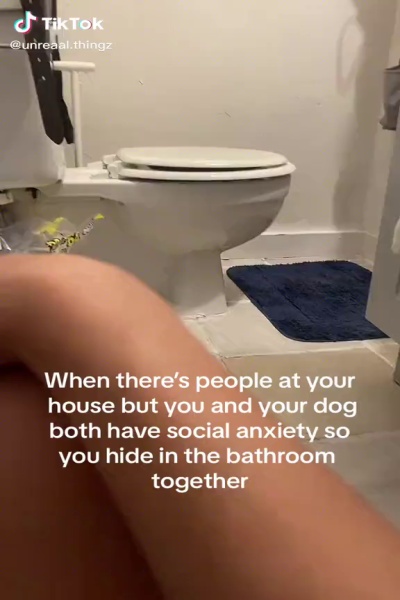 TikTok
@unreaal.thingz
When there's people at your
house but you and your dog
both have social anxiety so
you hide in the bathroom
together